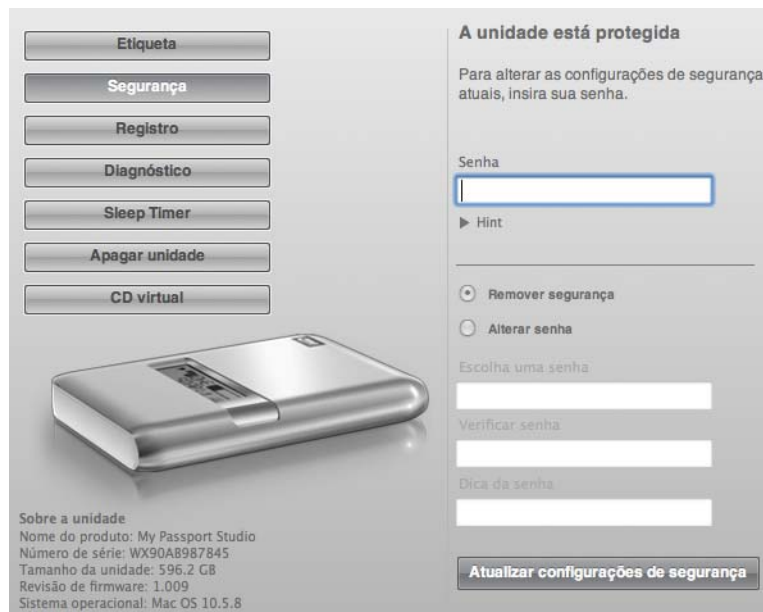 Etiqueta
Segurança
Registro
Diagnóstico
Sleep Timer
Apagar unidade
CD virtual
Sobre a unidade
Nome do produto: My Passport Studio
Número de série: WX90A8987845
Tamanho da unidade: 596.2 GB
Revisão de firmware: 1.009
Sistema operacional: Mac OS 10.5.8
A unidade está protegida
Para alterar as configurações de segurança
atuais, insira sua senha.
Senha
Hint
Remover segurança
Alterar senha
Escolha uma senha
Verificar senha
Dica da senha
Atualizar configurações de segurança